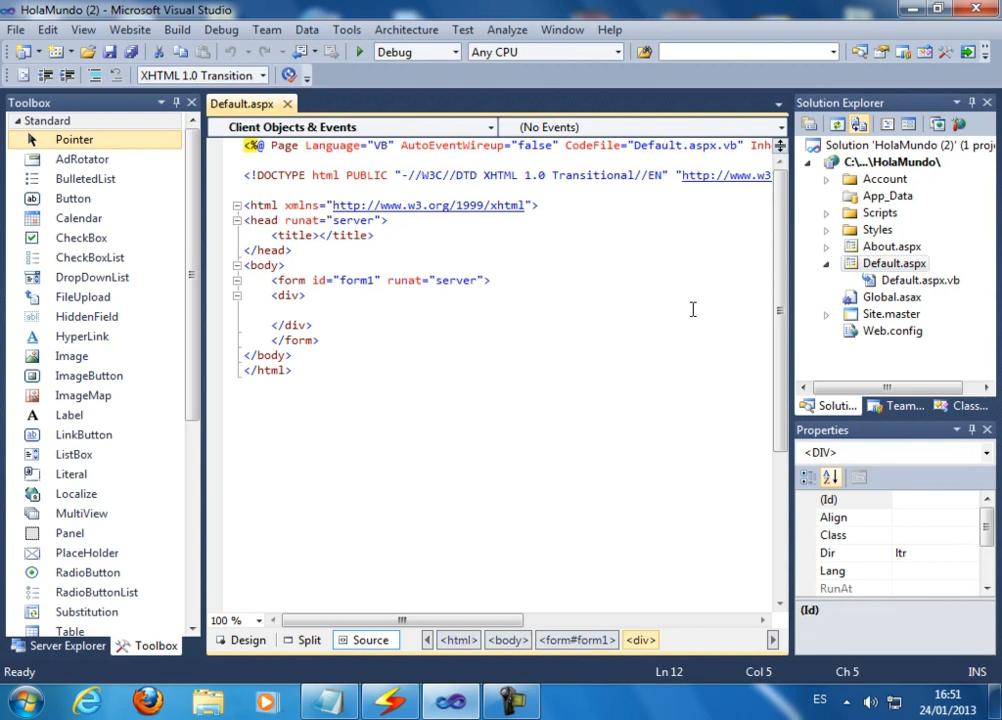 HolaMundo (2) - Microsoft Visual Studio
File Edit View Website Build Debug Team Data Tools Architecture Test Analyze Window Help
Debug Any CPU
XHTML 1.0 Transition
Toolbox
Standard
Pointer
AdRotator
BulletedList
Button
Calendar
CheckBox
CheckBoxList
DropDownList
FileUpload
HiddenField
HyperLink
Image
ImageButton
ImageMap
Label
LinkButton
ListBox
Literal
Localize
MultiView
Panel
PlaceHolder
RadioButton
RadioButtonList
Substitution
Table
Server Explorer Toolbox
Default.aspx
Client Objects & Events (No Events)
<%@ Page Language="VB" AutoEventWireup="false" CodeFile="Default.aspx.vb" Inh
<!DOCTYPE html PUBLIC "-//W3C//DTD XHTML 1.0 Transitional//EN" "http://www.w3
<html xmlns="http://www.w3.org/1999/xhtml">
<head runat="server">
<title></title>
</head>
<body>
<form id="form1" runat="server">
<div>
</div>
</form>
</body>
</html>
100 %
Design Split Source <html> <body> <form#form1> <div>
Solution Explorer
Solution 'HolaMundo (2)' (1 proj
C:\...\HolaMundo\
Account
App_Data
Scripts
Styles
About.aspx
Default.aspx
Default.aspx.vb
Global.asax
Site.master
Web.config
Soluti... Team... Class...
Properties
<DIV>
(Id)
Align
Class
Dir ltr
Lang
RunAt
(Id)
Ready Ln 12 Col 5 Ch 5 INS
ES 16:51
24/01/2013